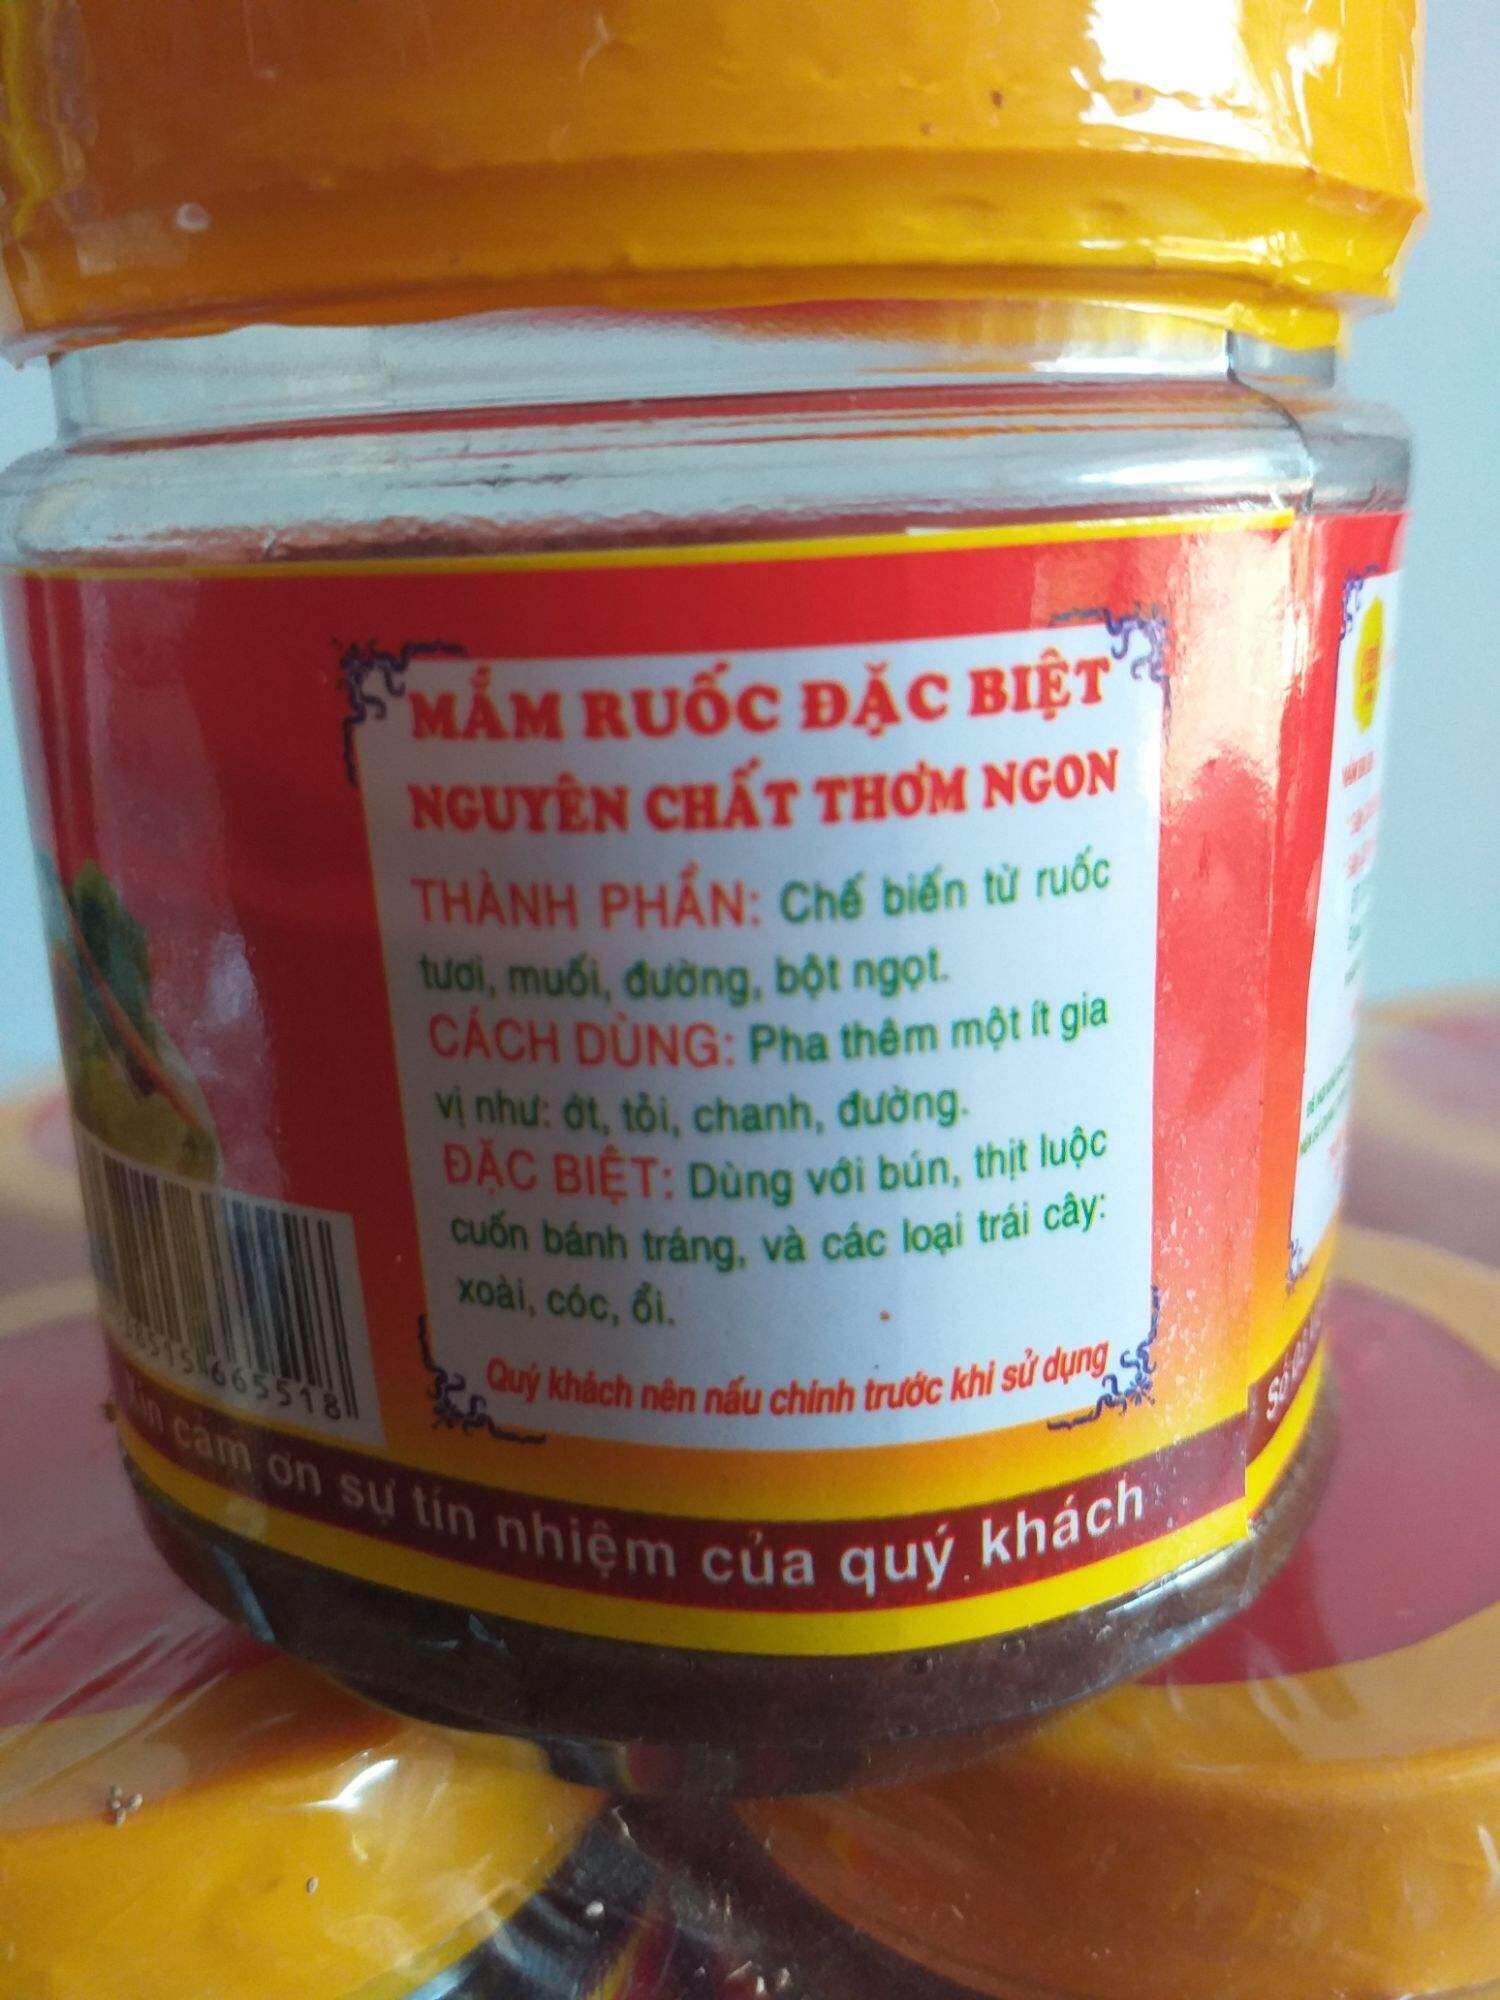 MẮM RUỐC ĐẶC BIỆT
NGUYÊN CHẤT THƠM NGON
THÀNH PHẦN: Chế biến từ ruốc
tươi, muối, đường, bột ngọt.
CÁCH DÙNG: Pha thêm một ít gia
vị như: ớt, tỏi, chanh, đường.
ĐẶC BIỆT: Dùng với bún, thịt luộc
cuốn bánh tráng, và các loại trái cây:
xoài, cóc, ổi.
Quý khách nên nấu chính trước khi sử dụng
665518
Xin cảm ơn sự tín nhiệm của quý khách